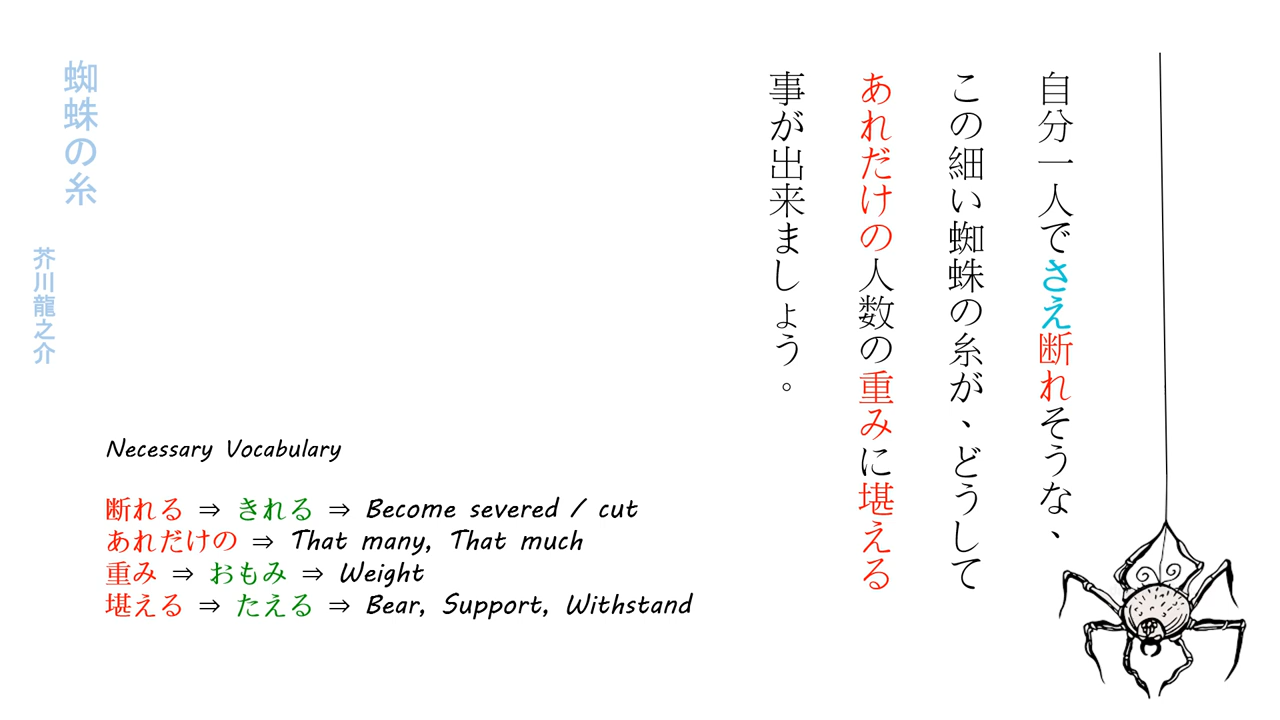 自分一人でさえ断れそうな、
この細い蜘蛛の糸が、どうして
あれだけの人数の重みに堪える
事が出来ましょう。
蜘蛛の糸
芥川龍之介
Necessary Vocabulary
断れる ⇒ きれる ⇒ Become severed / cut
あれだけの ⇒ That many, That much
重み ⇒ おもみ ⇒ Weight
堪える ⇒ たえる ⇒ Bear, Support, Withstand